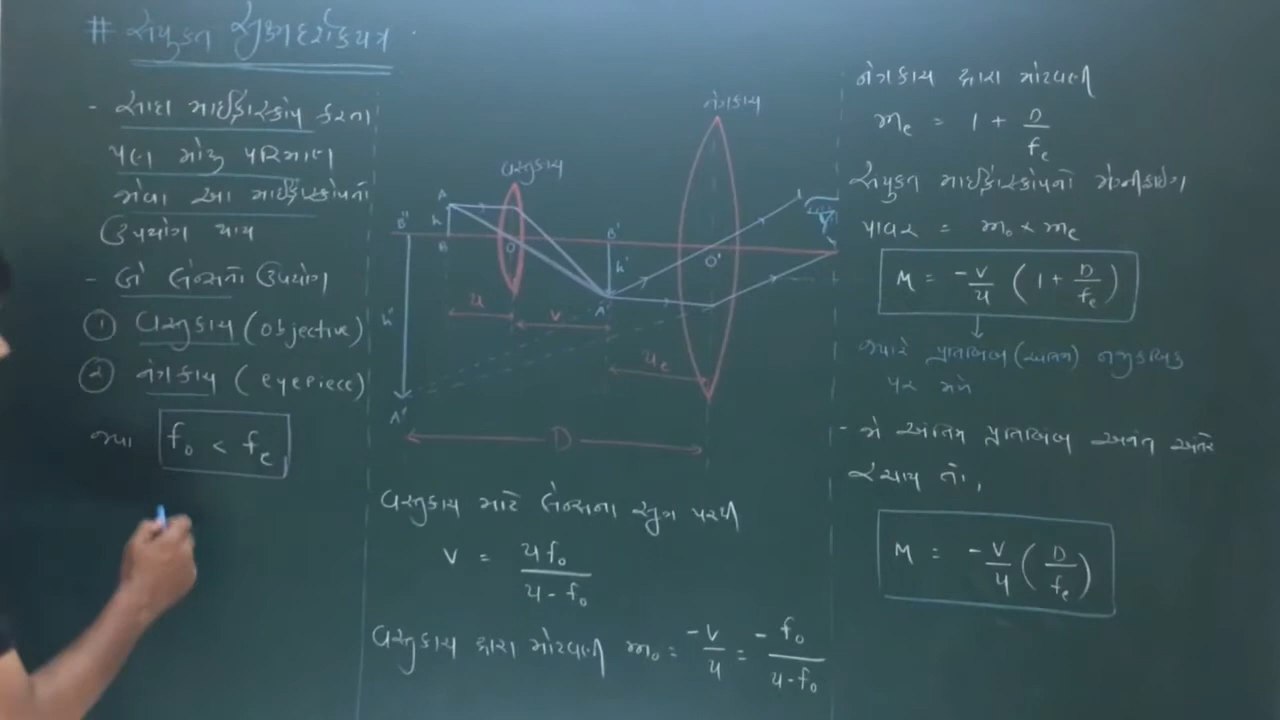 # સંયુક્ત સુક્ષ્મદર્શકયંત્ર
- સાદા માઈક્રોસ્કોપ કરતા
પણ મોટુ પરિમાણ
મેળવા આ માઈક્રોસ્કોપનો
ઉપયોગ થાય
- બે લેન્સનો ઉપયોગ
① વસ્તુકાચ (objective)
② નેત્રકાચ (eyepiece)
જ્યા f₀ < fₑ
વસ્તુકાચ
નેત્રકાચ
A
h
B"
B
O
B'
h'
O'
A'
h"
A"
u
v
uₑ
D
વસ્તુકાચ માટે લેન્સના સુત્ર પરથી
v = uf₀ / u - f₀
વસ્તુકાચ દ્વારા મોટવણી m₀ = -v/u = - f₀ / u-f₀
નેત્રકાચ દ્વારા મોટવણી
mₑ = 1 + D/fₑ
સંયુક્ત માઈક્રોસ્કોપનો મેગ્નીફાઇંગ
પાવર = m₀ × mₑ
M = -v/u (1 + D/fₑ)
જ્યારે પ્રતિબિંબ (અંતિમ) નજીકબિંદુ
પર મળે
- જો અંતિમ પ્રતિબિંબ અનંત અંતરે
રચાય તો,
M = -v/u (D/fₑ)